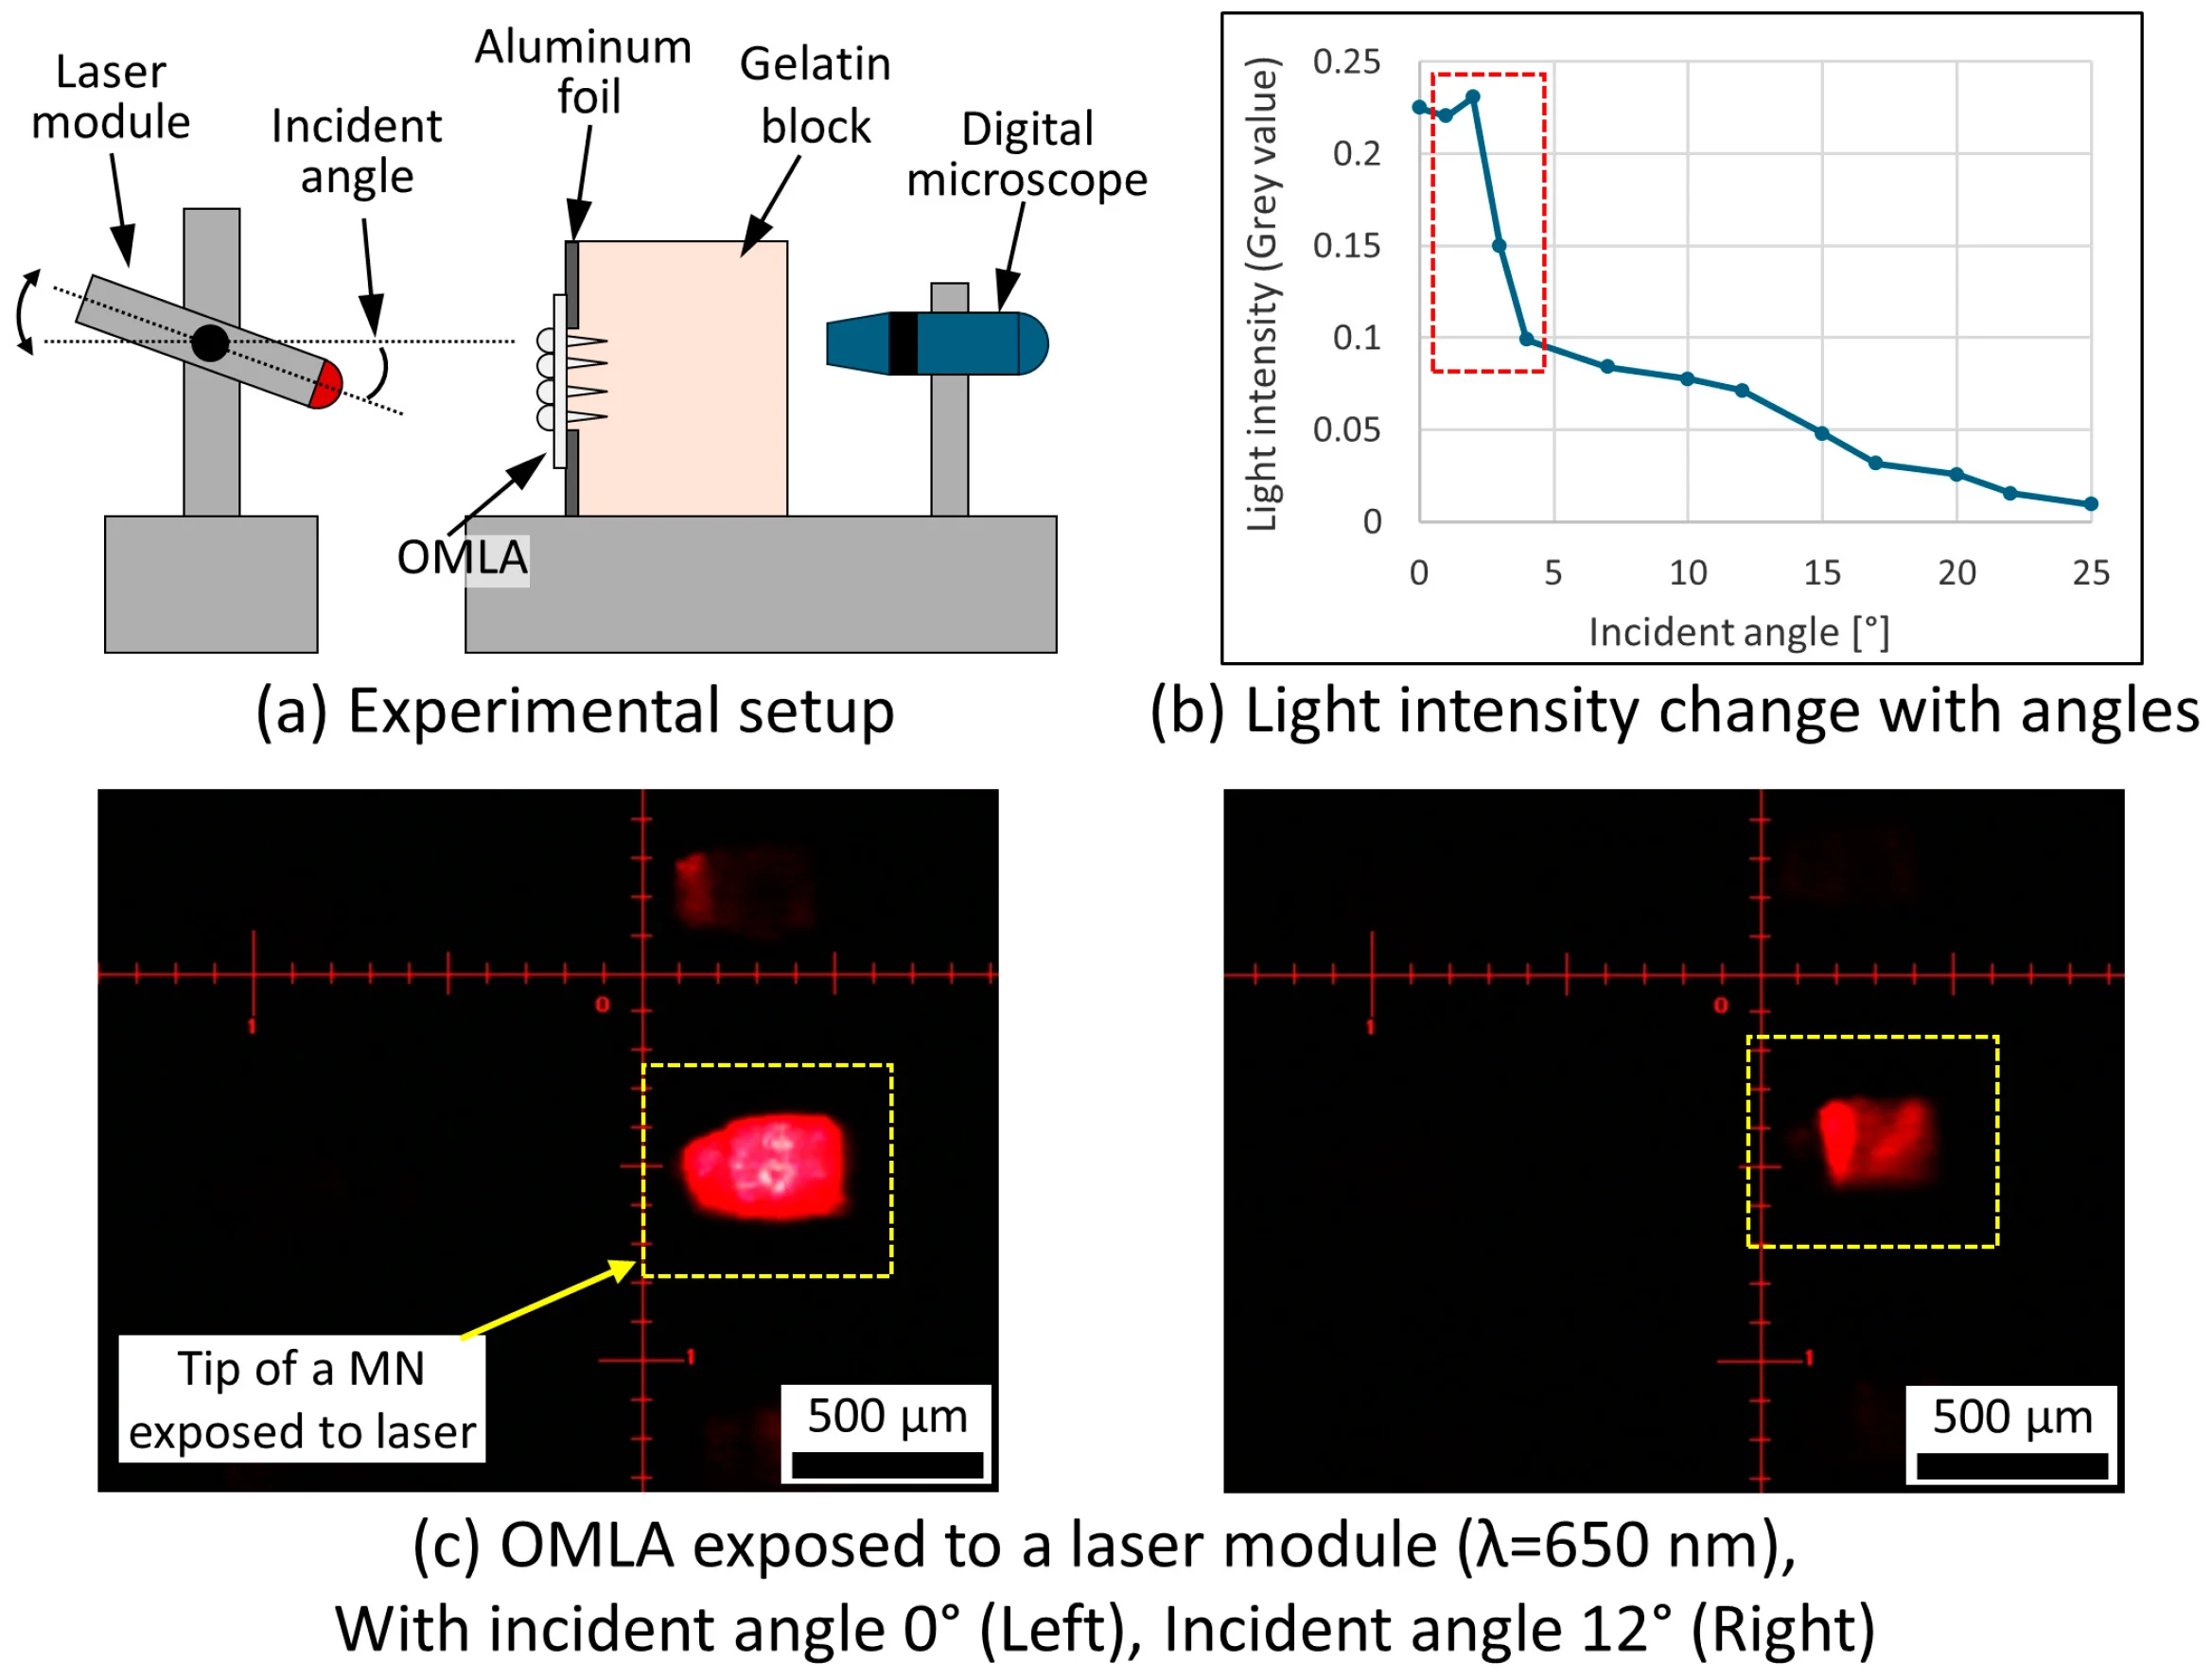 Laser
module
Incident
angle
Aluminum
foil
Gelatin
block
Digital
microscope
OMLA
(a) Experimental setup
Light intensity (Grey value)
0.25
0.2
0.15
0.1
0.05
0
0 5 10 15 20 25
Incident angle [°]
(b) Light intensity change with angles
0
1
1
Tip of a MN
exposed to laser
500 µm
0
1
1
500 µm
(c) OMLA exposed to a laser module (λ=650 nm),
With incident angle 0° (Left), Incident angle 12° (Right)